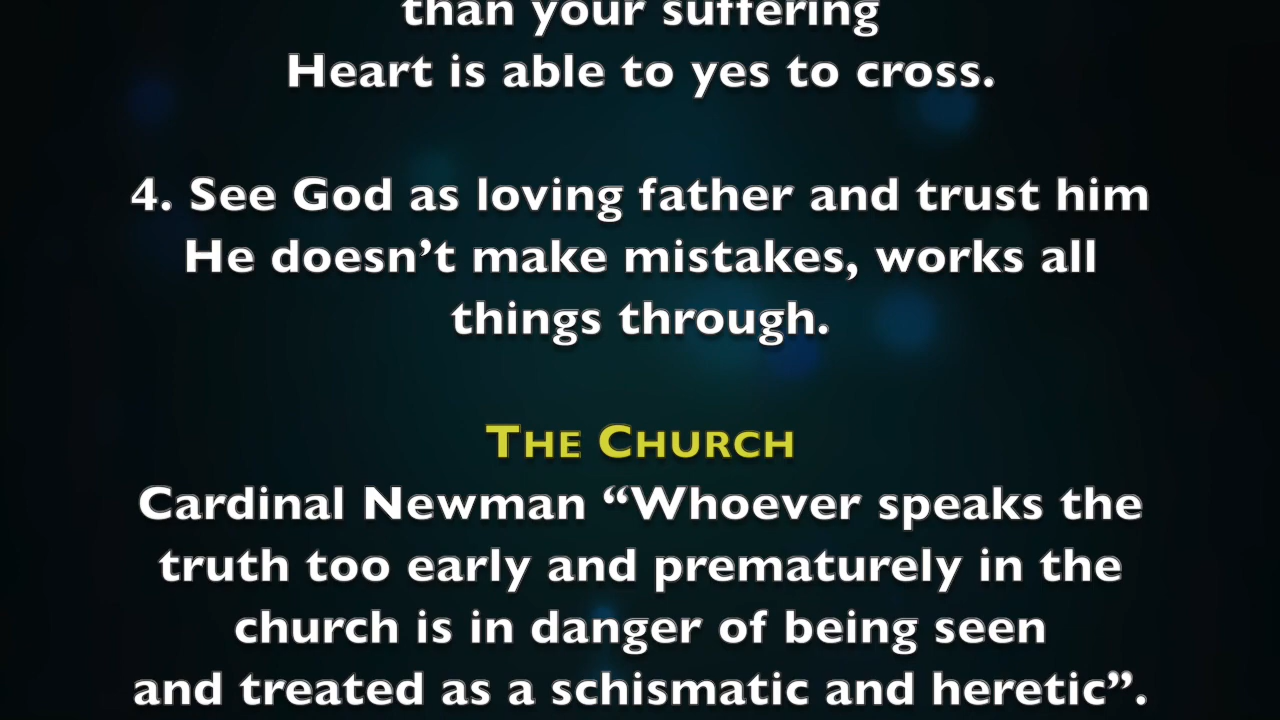 than your suffering
Heart is able to yes to cross.
4. See God as loving father and trust him
He doesn’t make mistakes, works all
things through.
The Church
Cardinal Newman “Whoever speaks the
truth too early and prematurely in the
church is in danger of being seen
and treated as a schismatic and heretic”.